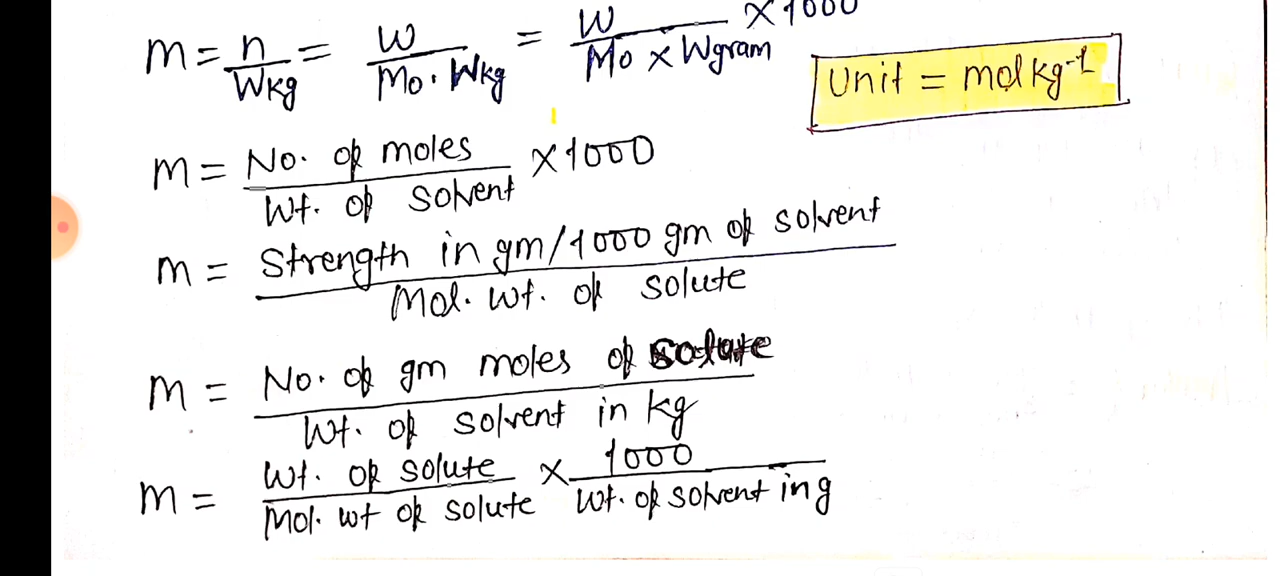 m = n/Wkg = w/Mo. Wkg = w/Mo x Wgram x 1000
Unit = mol kg⁻¹
m = No. of moles/Wt. of solvent x 1000
m = Strength in gm/1000 gm of solvent/Mol. wt. of solute
m = No. of gm moles of solute/Wt. of solvent in kg
m = Wt. of solute/Mol. wt of solute x 1000/Wt. of solvent in g